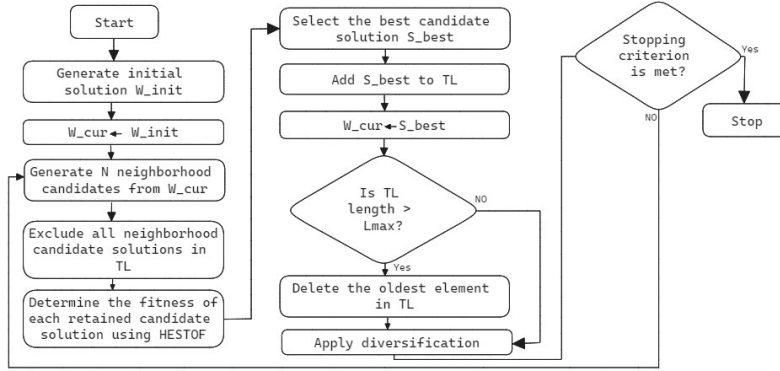 Start
Generate initial
solution W_init
W_cur← W_init
Generate N neighborhood
candidates from W_cur
Exclude all neighborhood
candidate solutions in
TL
Determine the fitness of
each retained candidate
solution using HESTOF
Select the best candidate
solution S_best
Add S_best to TL
W_cur←S_best
Is TL
length >
Lmax?
NO
Yes
Delete the oldest element
in TL
Apply diversification
Stopping
criterion
is met?
Yes
NO
Stop